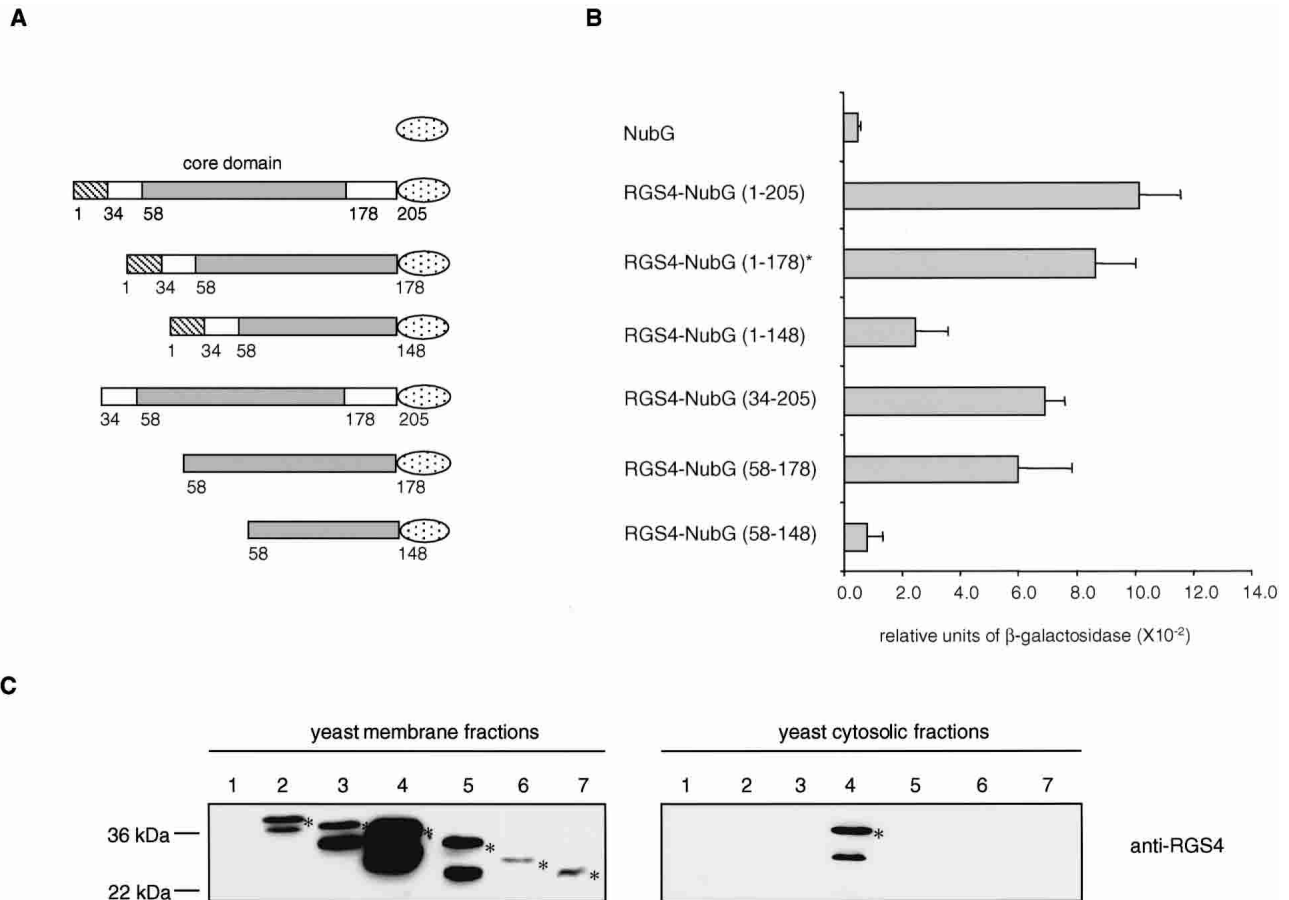 A
B
core domain
1 34 58 178 205
1 34 58 178
1 34 58 148
34 58 178 205
58 178
58 148
NubG
RGS4-NubG (1-205)
RGS4-NubG (1-178)*
RGS4-NubG (1-148)
RGS4-NubG (34-205)
RGS4-NubG (58-178)
RGS4-NubG (58-148)
0.0 2.0 4.0 6.0 8.0 10.0 12.0 14.0
relative units of β-galactosidase (X10⁻²)
C
yeast membrane fractions
1 2 3 4 5 6 7
36 kDa
22 kDa
* * * * * *
yeast cytosolic fractions
1 2 3 4 5 6 7
*
anti-RGS4